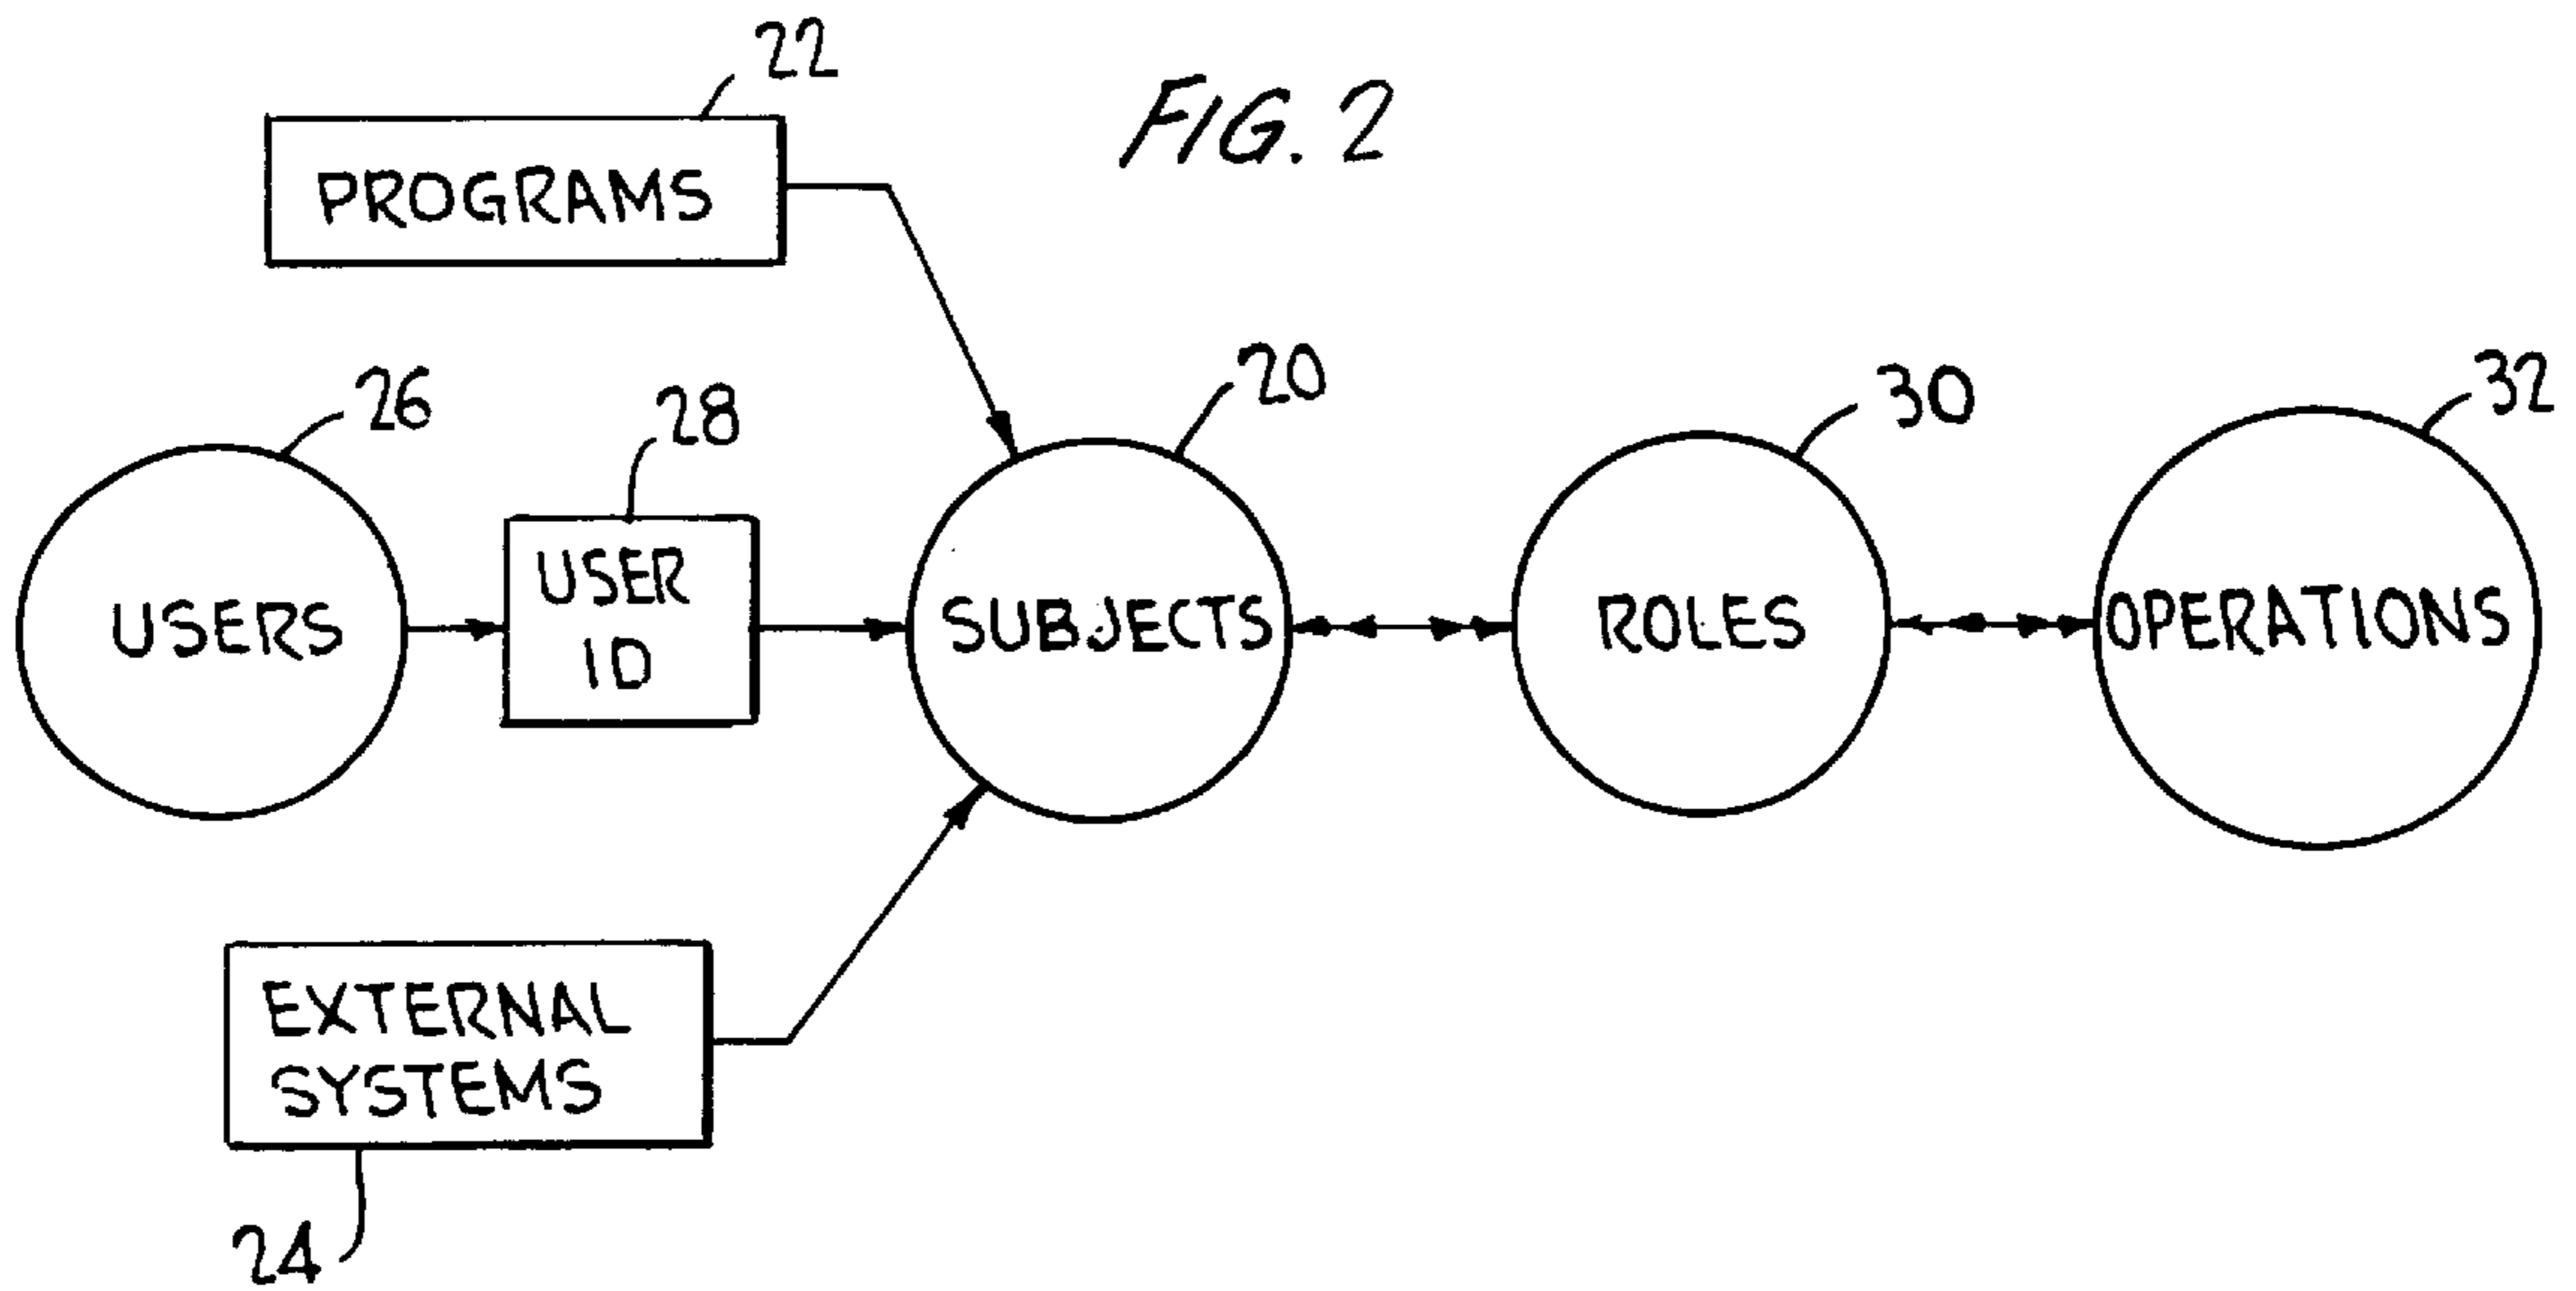 22
FIG. 2
PROGRAMS
26
28
20
30
32
USERS
USER
ID
SUBJECTS
ROLES
OPERATIONS
EXTERNAL
SYSTEMS
24